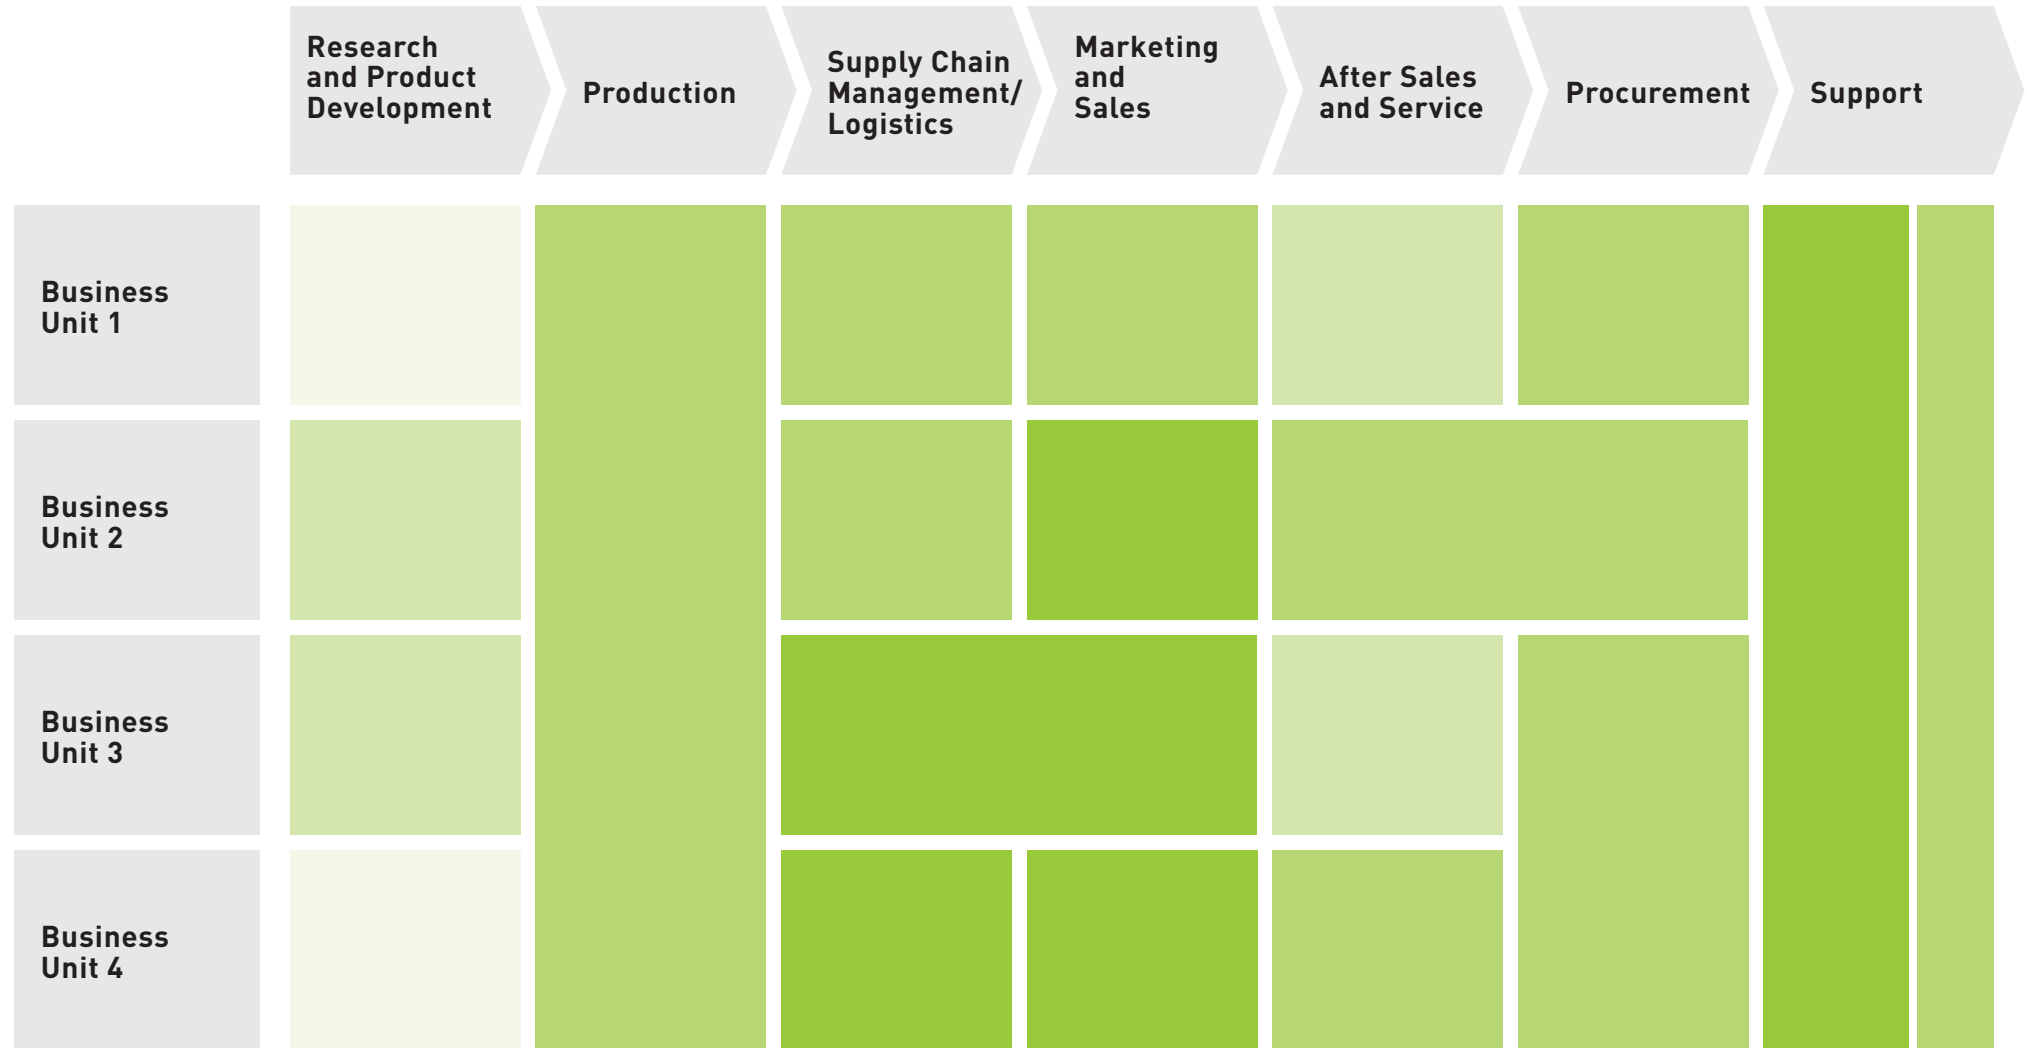 Research
and Product
Development
Production
Supply Chain
Management/
Logistics
Marketing
and
Sales
After Sales
and Service
Procurement
Support
Business
Unit 1
Business
Unit 2
Business
Unit 3
Business
Unit 4